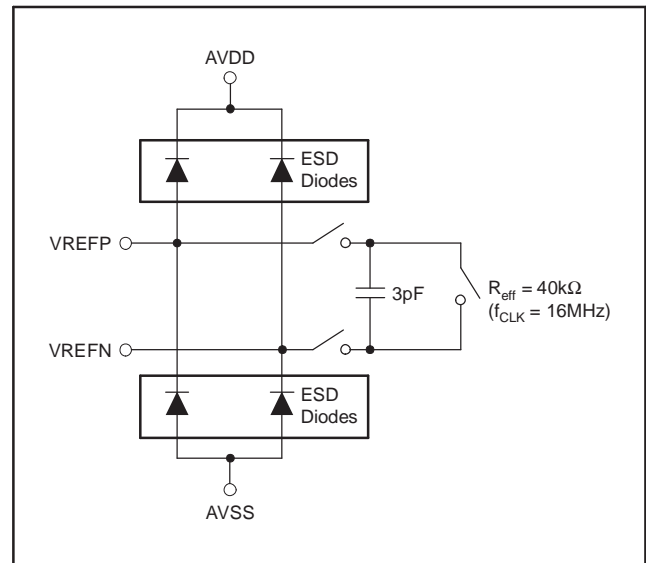 AVDD
ESD
Diodes
VREFP
3pF
R_eff = 40kΩ
(f_CLK = 16MHz)
VREFN
ESD
Diodes
AVSS